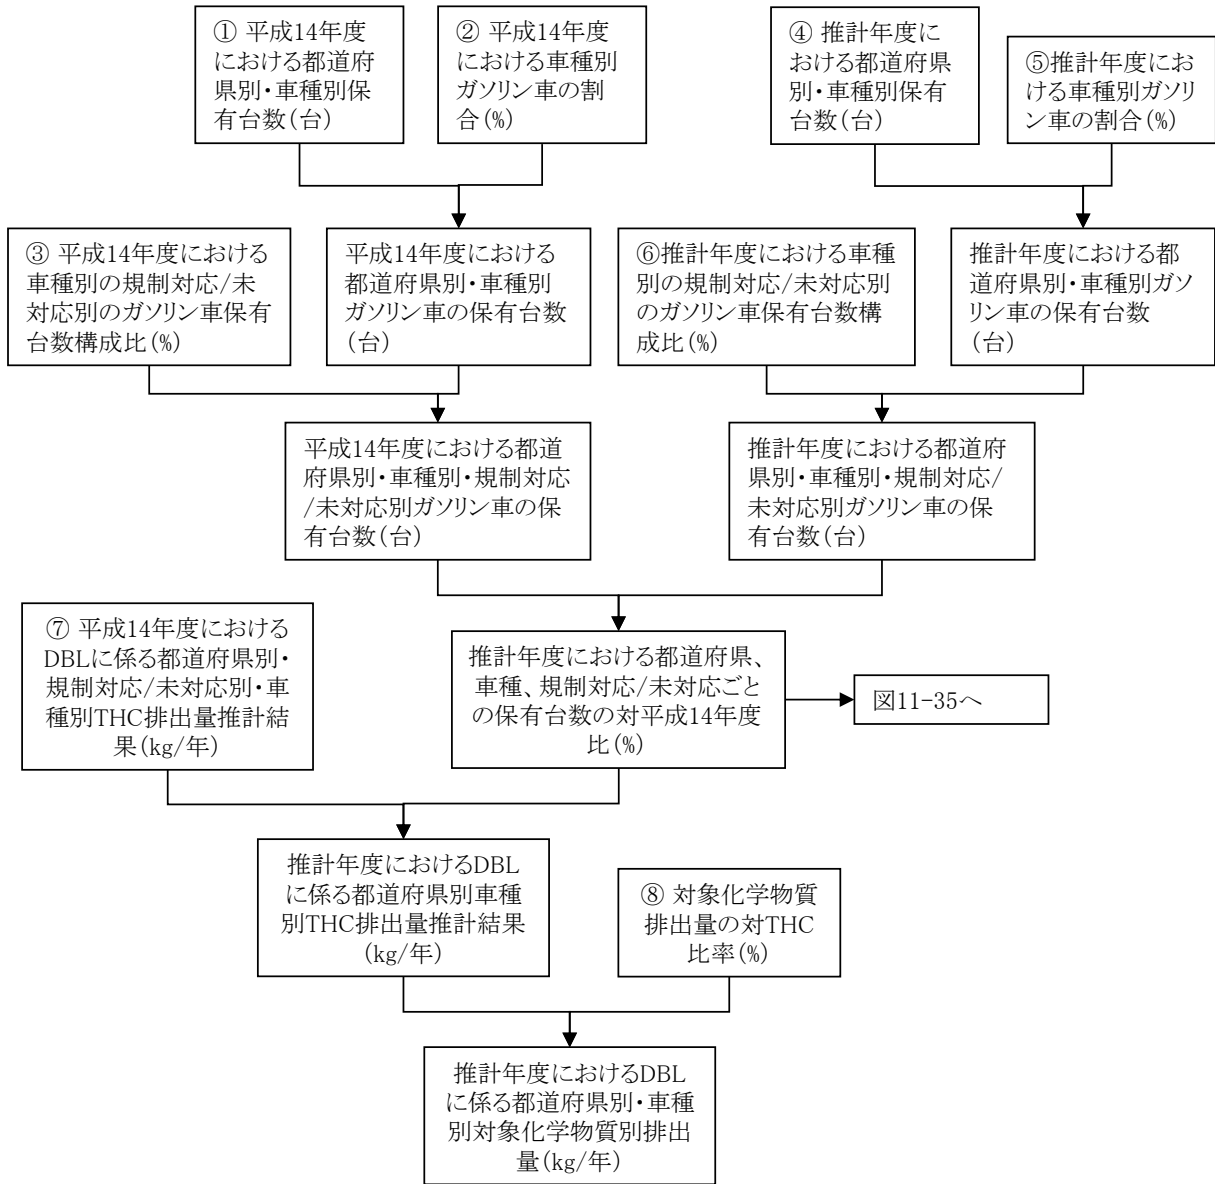 ① 平成14年度
における都道府
県別・車種別保
有台数(台)
② 平成14年度
における車種別
ガソリン車の割
合(%)
④ 推計年度に
おける都道府県
別・車種別保有
台数(台)
⑤推計年度にお
ける車種別ガソリ
ン車の割合(%)
③ 平成14年度における
車種別の規制対応/未
対応別のガソリン車保有
台数構成比(%)
平成14年度における
都道府県別・車種別
ガソリン車の保有台数
(台)
⑥推計年度における車種
別の規制対応/未対応別
のガソリン車保有台数構
成比(%)
推計年度における都
道府県別・車種別ガソ
リン車の保有台数
(台)
平成14年度における都道
府県別・車種別・規制対応
/未対応別ガソリン車の保
有台数(台)
推計年度における都道府
県別・車種別・規制対応/
未対応別ガソリン車の保
有台数(台)
⑦ 平成14年度における
DBLに係る都道府県別・
規制対応/未対応別・車
種別THC排出量推計結
果(kg/年)
推計年度における都道府県、
車種、規制対応/未対応ごと
の保有台数の対平成14年度
比(%)
図11-35へ
推計年度におけるDBL
に係る都道府県別車種
別THC排出量推計結果
(kg/年)
⑧ 対象化学物質
排出量の対THC
比率(%)
推計年度におけるDBL
に係る都道府県別・車種
別対象化学物質別排出
量(kg/年)